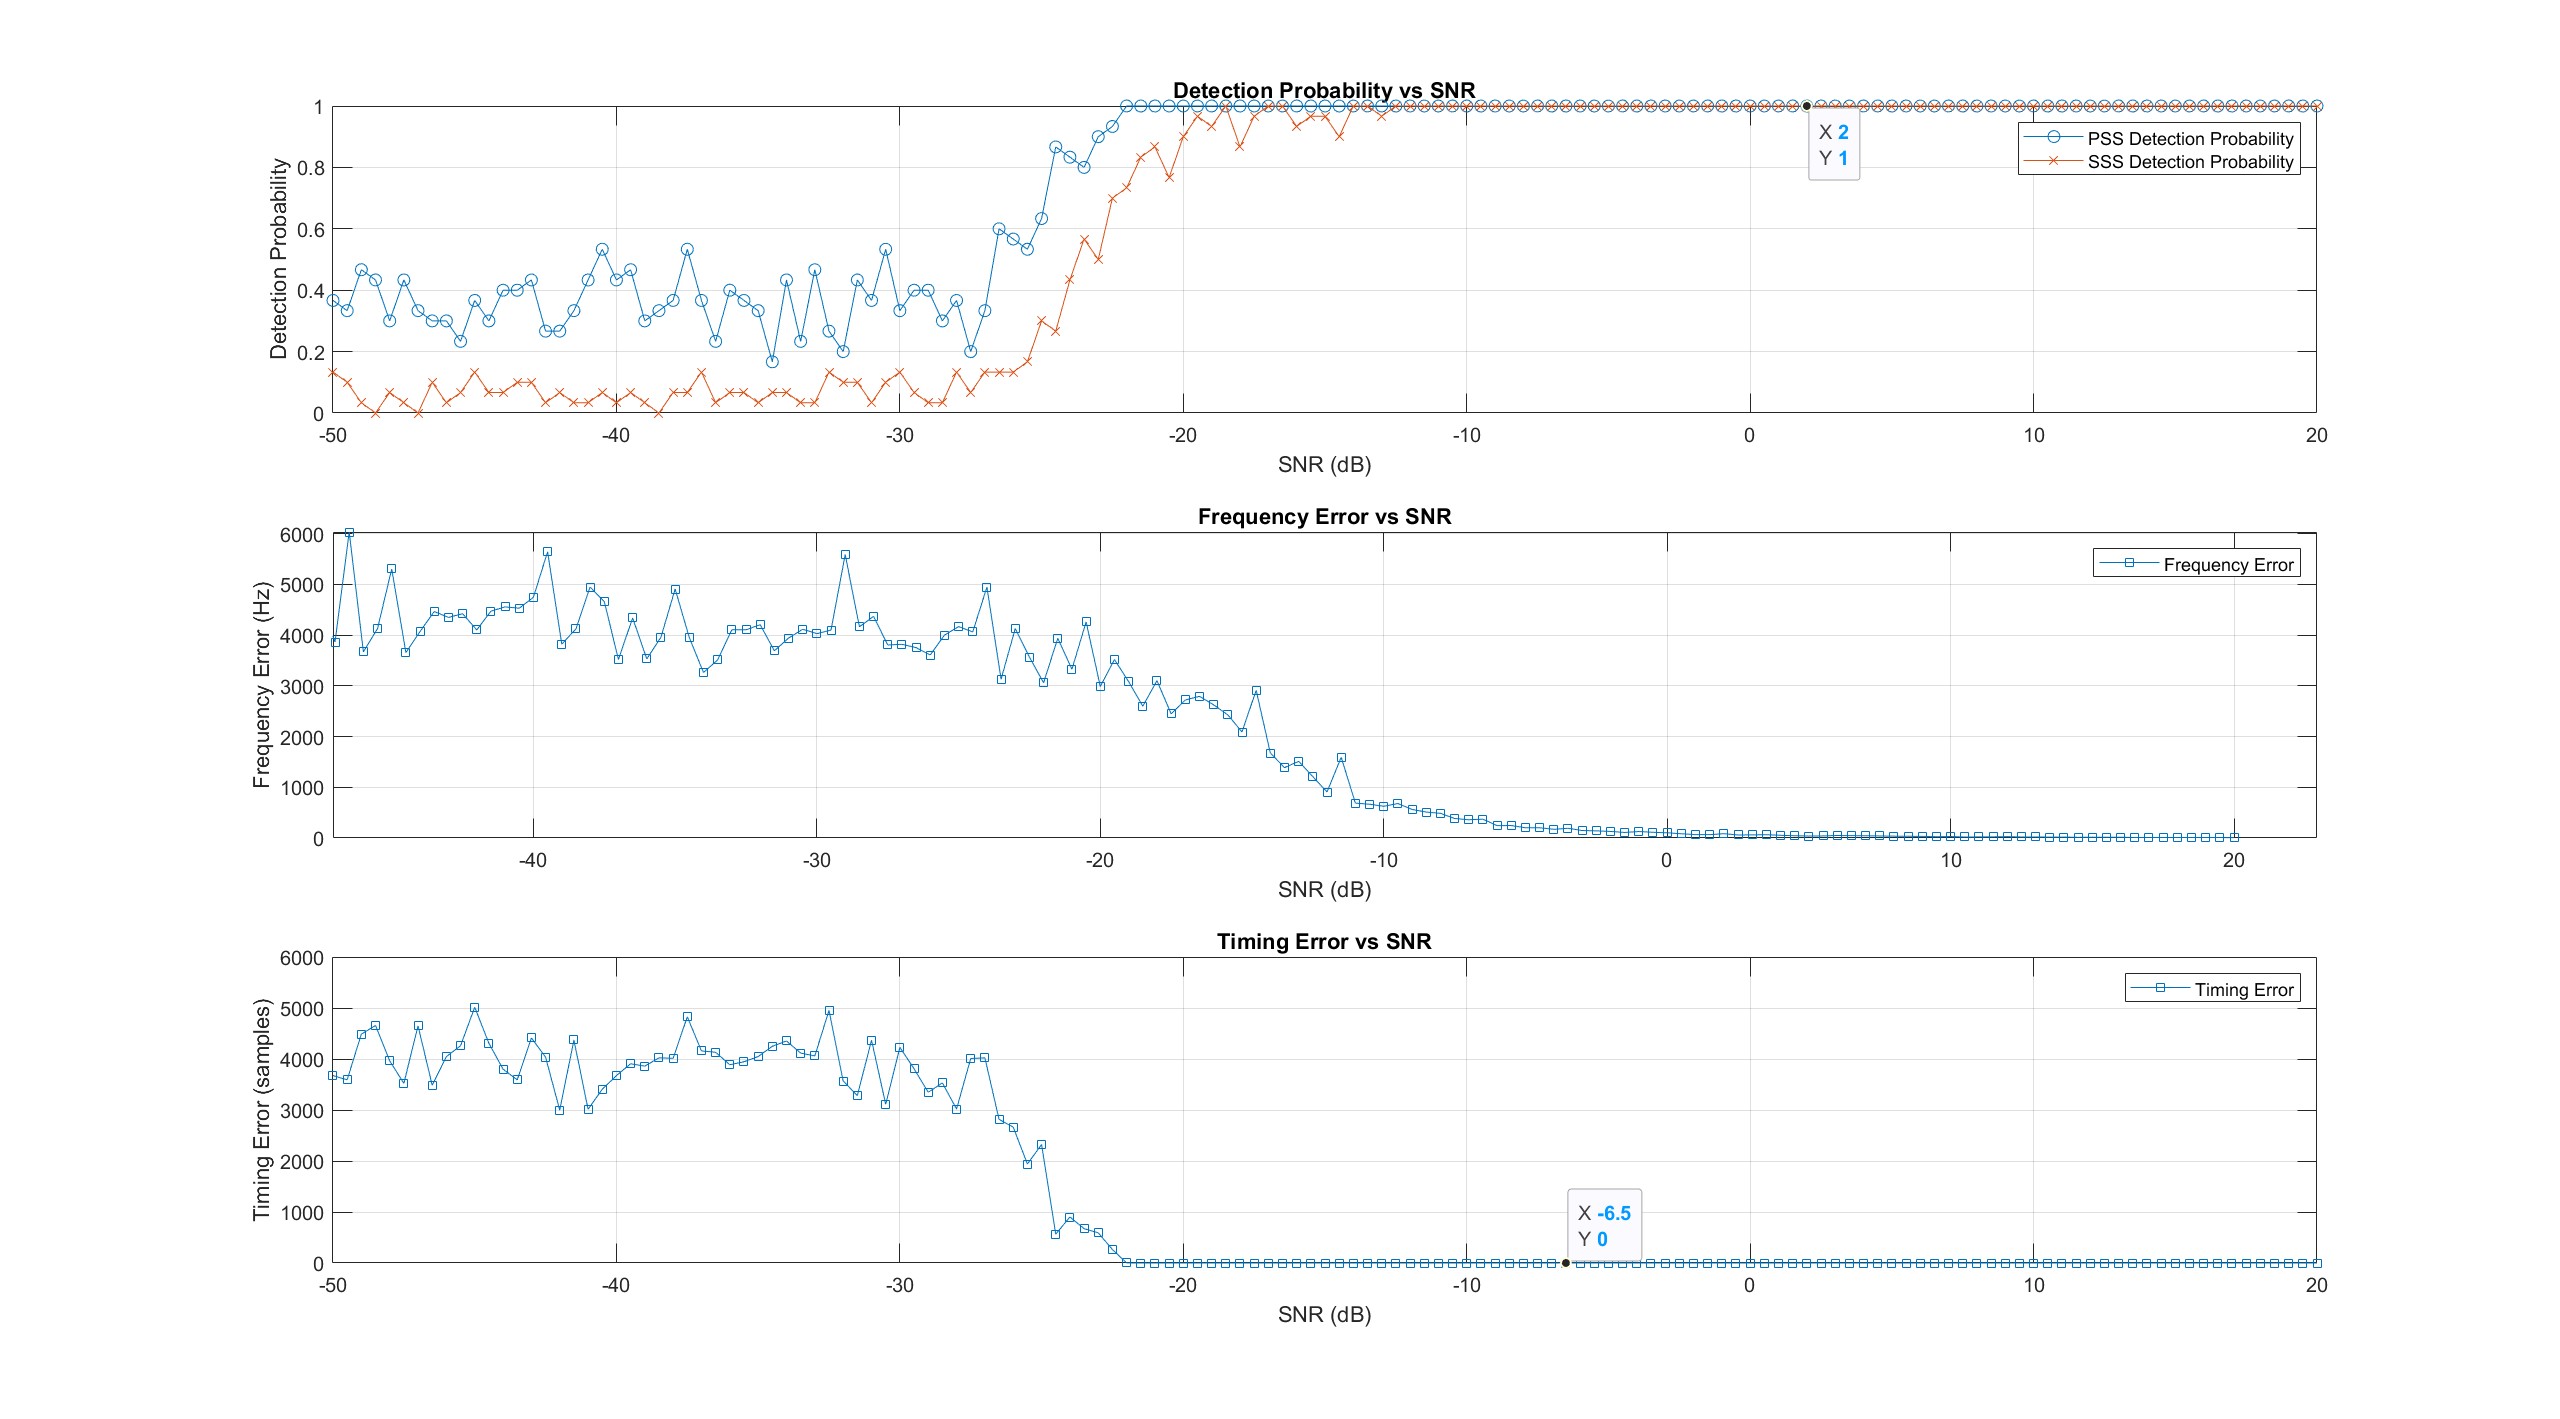 Detection Probability vs SNR
Detection Probability
1
0.8
0.6
0.4
0.2
0
X 2
Y 1
PSS Detection Probability
SSS Detection Probability
-50 -40 -30 -20 -10 0 10 20
SNR (dB)
Frequency Error vs SNR
Frequency Error (Hz)
6000
5000
4000
3000
2000
1000
0
Frequency Error
-40 -30 -20 -10 0 10 20
SNR (dB)
Timing Error vs SNR
Timing Error (samples)
6000
5000
4000
3000
2000
1000
0
Timing Error
X -6.5
Y 0
-50 -40 -30 -20 -10 0 10 20
SNR (dB)